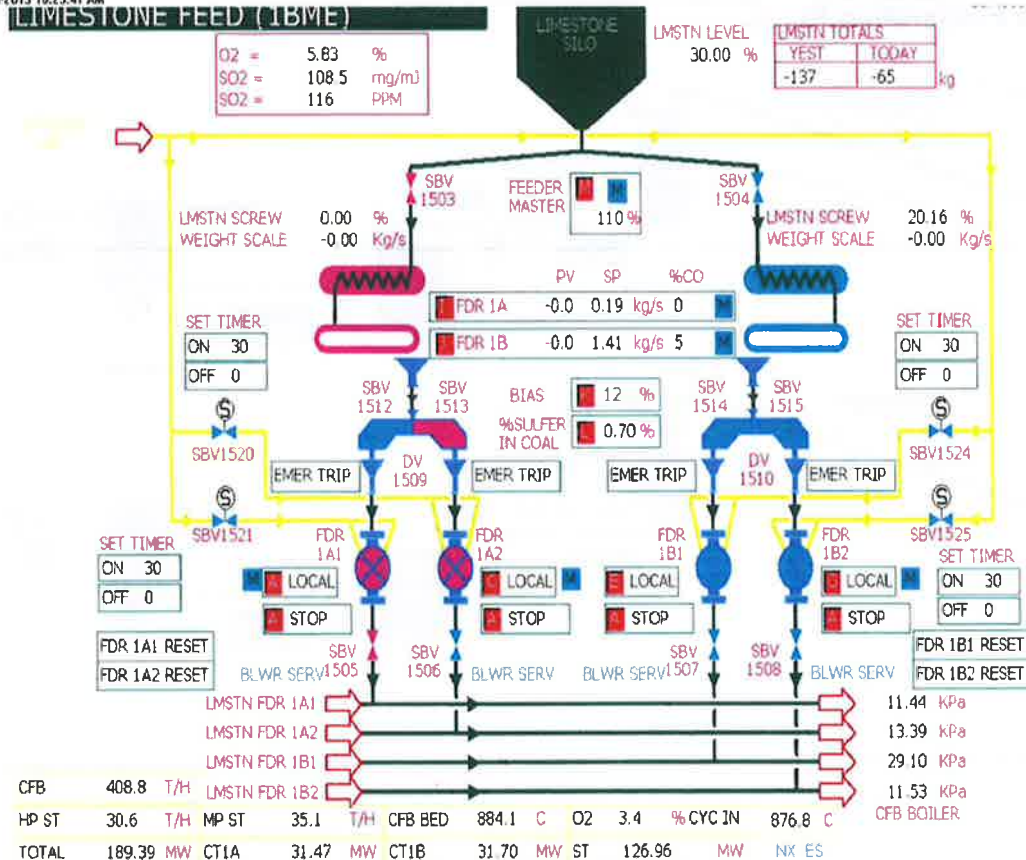 LIMESTONE FEED (1BME)
LIMESTONE
SILO
LMSTN LEVEL
30.00 %
LMSTN TOTALS
YEST TODAY
-137 -65 kg
O2 = 5.83 %
SO2 = 108.5 mg/m3
SO2 = 116 PPM
SBV
1503
FEEDER
MASTER
M M
110 %
SBV
1504
LMSTN SCREW 0.00 %
WEIGHT SCALE -0.00 Kg/s
LMSTN SCREW 20.16 %
WEIGHT SCALE -0.00 Kg/s
PV SP %CO
FDR 1A -0.0 0.19 kg/s 0 M
FDR 1B -0.0 1.41 kg/s 5 M
SET TIMER
ON 30
OFF 0
SET TIMER
ON 30
OFF 0
SBV
1512
SBV
1513
BIAS 12 %
%SULFER
IN COAL
L 0.70 %
SBV
1514
SBV
1515
S
SBV1520
S
SBV1524
EMER TRIP
DV
1509
EMER TRIP
EMER TRIP
DV
1510
EMER TRIP
S
SBV1521
S
SBV1525
SET TIMER
ON 30
OFF 0
FDR
1A1
FDR
1A2
FDR
1B1
FDR
1B2
SET TIMER
ON 30
OFF 0
M A LOCAL
C LOCAL M
E LOCAL
G LOCAL M
A STOP
A STOP
A STOP
A STOP
FDR 1A1 RESET
FDR 1A2 RESET
FDR 1B1 RESET
FDR 1B2 RESET
SBV
1505
SBV
1506
SBV
1507
SBV
1508
BLWR SERV
BLWR SERV
BLWR SERV
BLWR SERV
LMSTN FDR 1A1 11.44 KPa
LMSTN FDR 1A2 13.39 KPa
LMSTN FDR 1B1 29.10 KPa
LMSTN FDR 1B2 11.53 KPa
CFB BOILER
CFB 408.8 T/H
HP ST 30.6 T/H MP ST 35.1 T/H CFB BED 884.1 C O2 3.4 % CYC IN 876.8 C
TOTAL 189.39 MW CT1A 31.47 MW CT1B 31.70 MW ST 126.96 MW NX ES